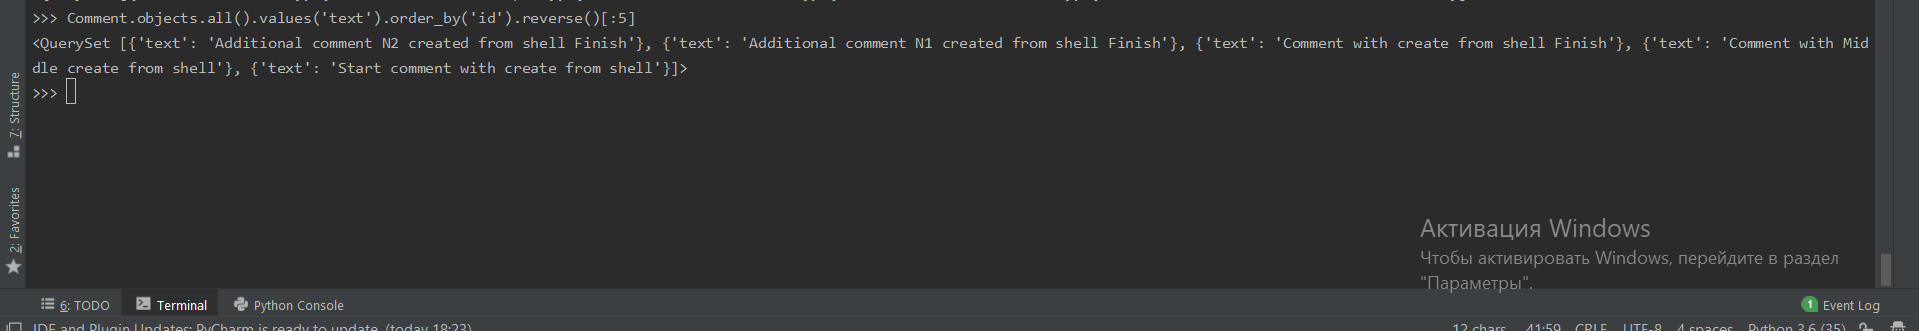 >>> Comment.objects.all().values('text').order_by('id').reverse()[:5]
<QuerySet [{'text': 'Additional comment N2 created from shell Finish'}, {'text': 'Additional comment N1 created from shell Finish'}, {'text': 'Comment with create from shell Finish'}, {'text': 'Comment with Mid
dle create from shell'}, {'text': 'Start comment with create from shell'}]>
>>>
7: Structure
2: Favorites
Активация Windows
Чтобы активировать Windows, перейдите в раздел
"Параметры".
6: TODO Terminal Python Console 1 Event Log
IDE and Plugin Updates: PyCharm is ready to update. (today 18:23) 12 chars 41:59 CRLF UTF-8 4 spaces Python 3.6 (35)